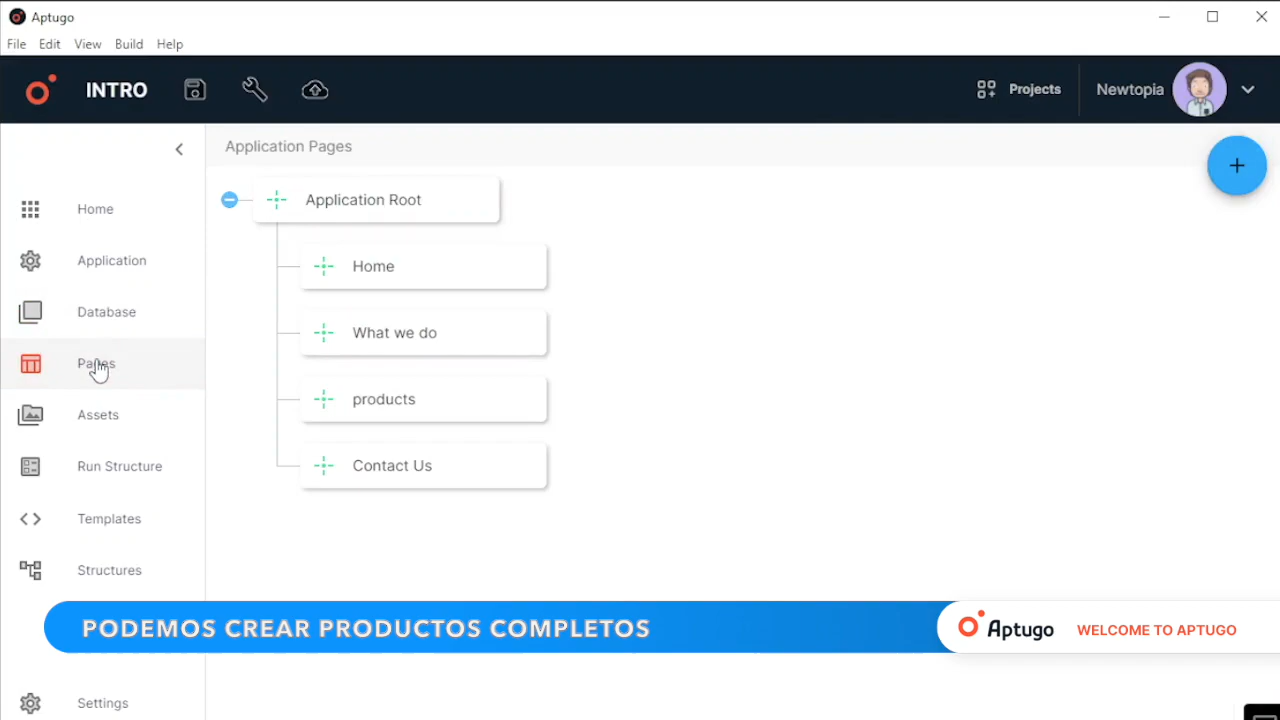 Aptugo
File Edit View Build Help
INTRO
Projects
Newtopia
Application Pages
Home
Application
Database
Pages
Assets
Run Structure
Templates
Structures
Settings
Application Root
Home
What we do
products
Contact Us
PODEMOS CREAR PRODUCTOS COMPLETOS
Aptugo
WELCOME TO APTUGO